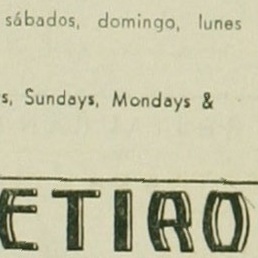 sábados, domingo, lunes
s, Sundays, Mondays &
ETIRO